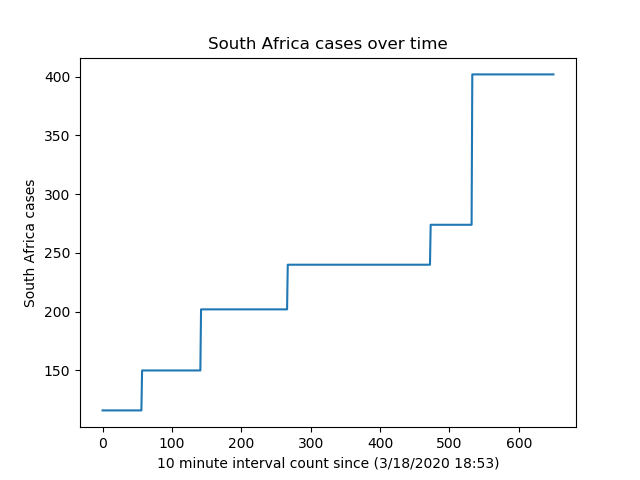 South Africa cases over time
400
350
300
250
200
150
South Africa cases
0 100 200 300 400 500 600
10 minute interval count since (3/18/2020 18:53)